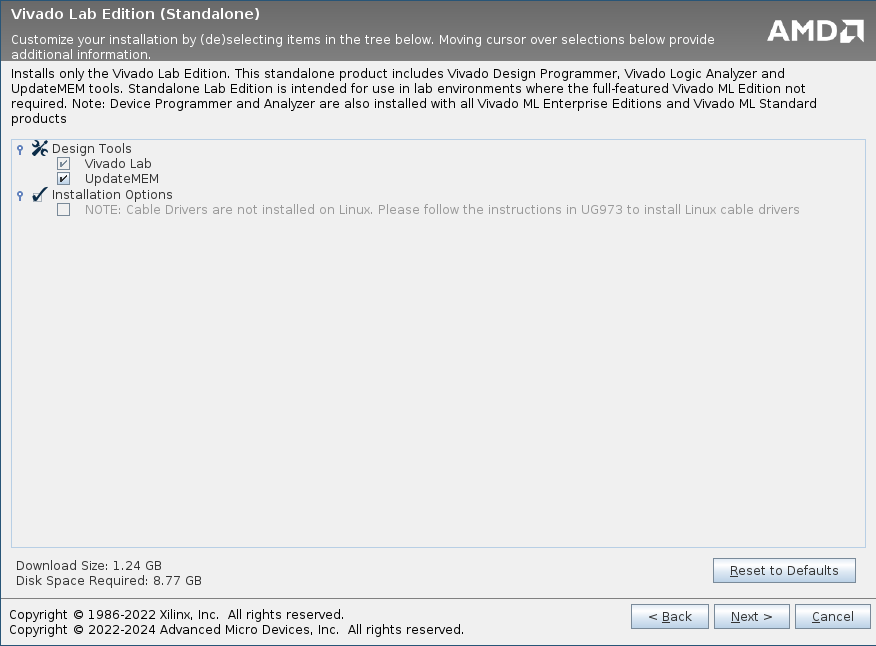 Vivado Lab Edition (Standalone)
Customize your installation by (de)selecting items in the tree below. Moving cursor over selections below provide
additional information.
AMD
Installs only the Vivado Lab Edition. This standalone product includes Vivado Design Programmer, Vivado Logic Analyzer and
UpdateMEM tools. Standalone Lab Edition is intended for use in lab environments where the full-featured Vivado ML Edition not
required. Note: Device Programmer and Analyzer are also installed with all Vivado ML Enterprise Editions and Vivado ML Standard
products
Design Tools
Vivado Lab
UpdateMEM
Installation Options
NOTE: Cable Drivers are not installed on Linux. Please follow the instructions in UG973 to install Linux cable drivers
Download Size: 1.24 GB
Disk Space Required: 8.77 GB
Reset to Defaults
Copyright © 1986-2022 Xilinx, Inc.  All rights reserved.
Copyright © 2022-2024 Advanced Micro Devices, Inc.  All rights reserved.
< Back
Next >
Cancel